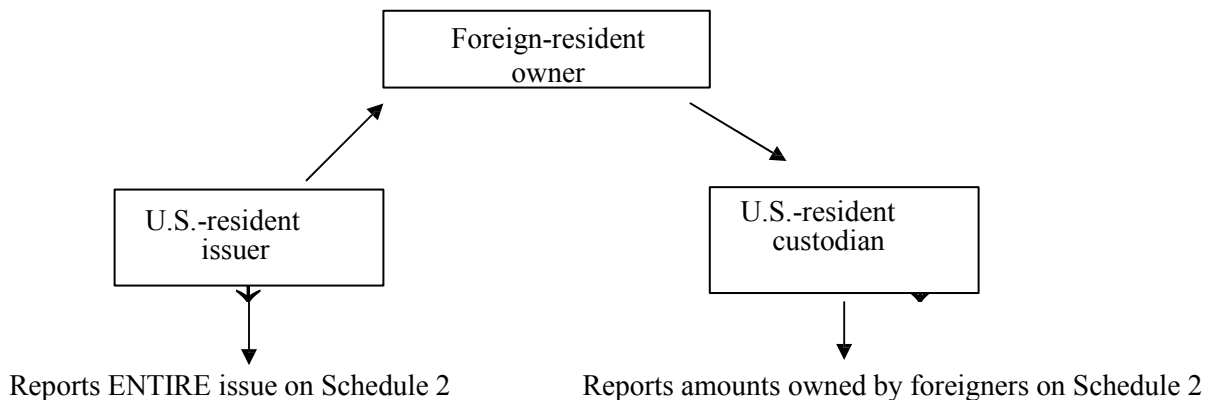 Foreign-resident
owner
U.S.-resident
issuer
U.S.-resident
custodian
Reports ENTIRE issue on Schedule 2
Reports amounts owned by foreigners on Schedule 2